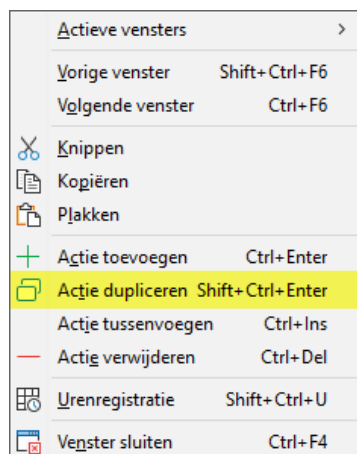 Actieve vensters
Vorige venster Shift+Ctrl+F6
Volgende venster Ctrl+F6
Knippen
Kopiëren
Plakken
Actie toevoegen Ctrl+Enter
Actie dupliceren Shift+Ctrl+Enter
Actie tussenvoegen Ctrl+Ins
Actie verwijderen Ctrl+Del
Urenregistratie Shift+Ctrl+U
Venster sluiten Ctrl+F4